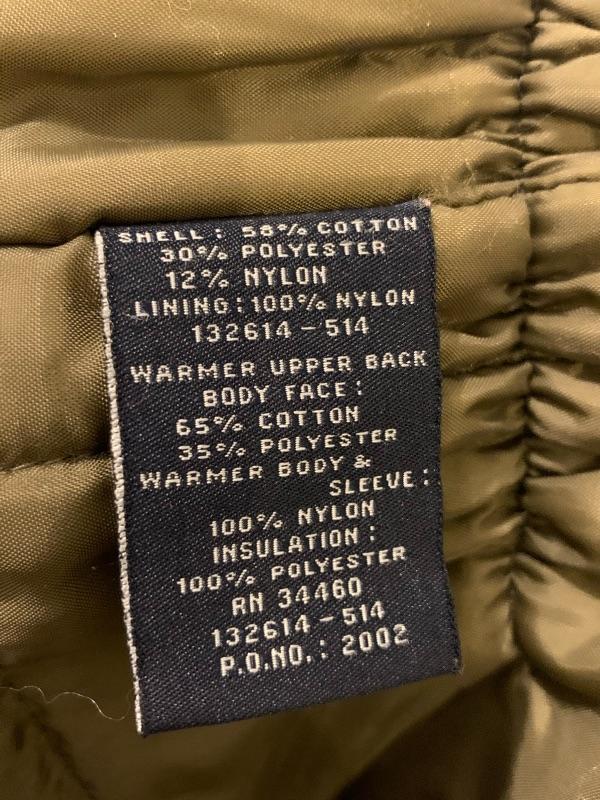 SHELL: 58% COTTON
30% POLYESTER
12% NYLON
LINING: 100% NYLON
132614-514
WARMER UPPER BACK
BODY FACE:
65% COTTON
35% POLYESTER
WARMER BODY &
SLEEVE:
100% NYLON
INSULATION:
100% POLYESTER
RN 34460
132614-514
P.O.NO.: 2002